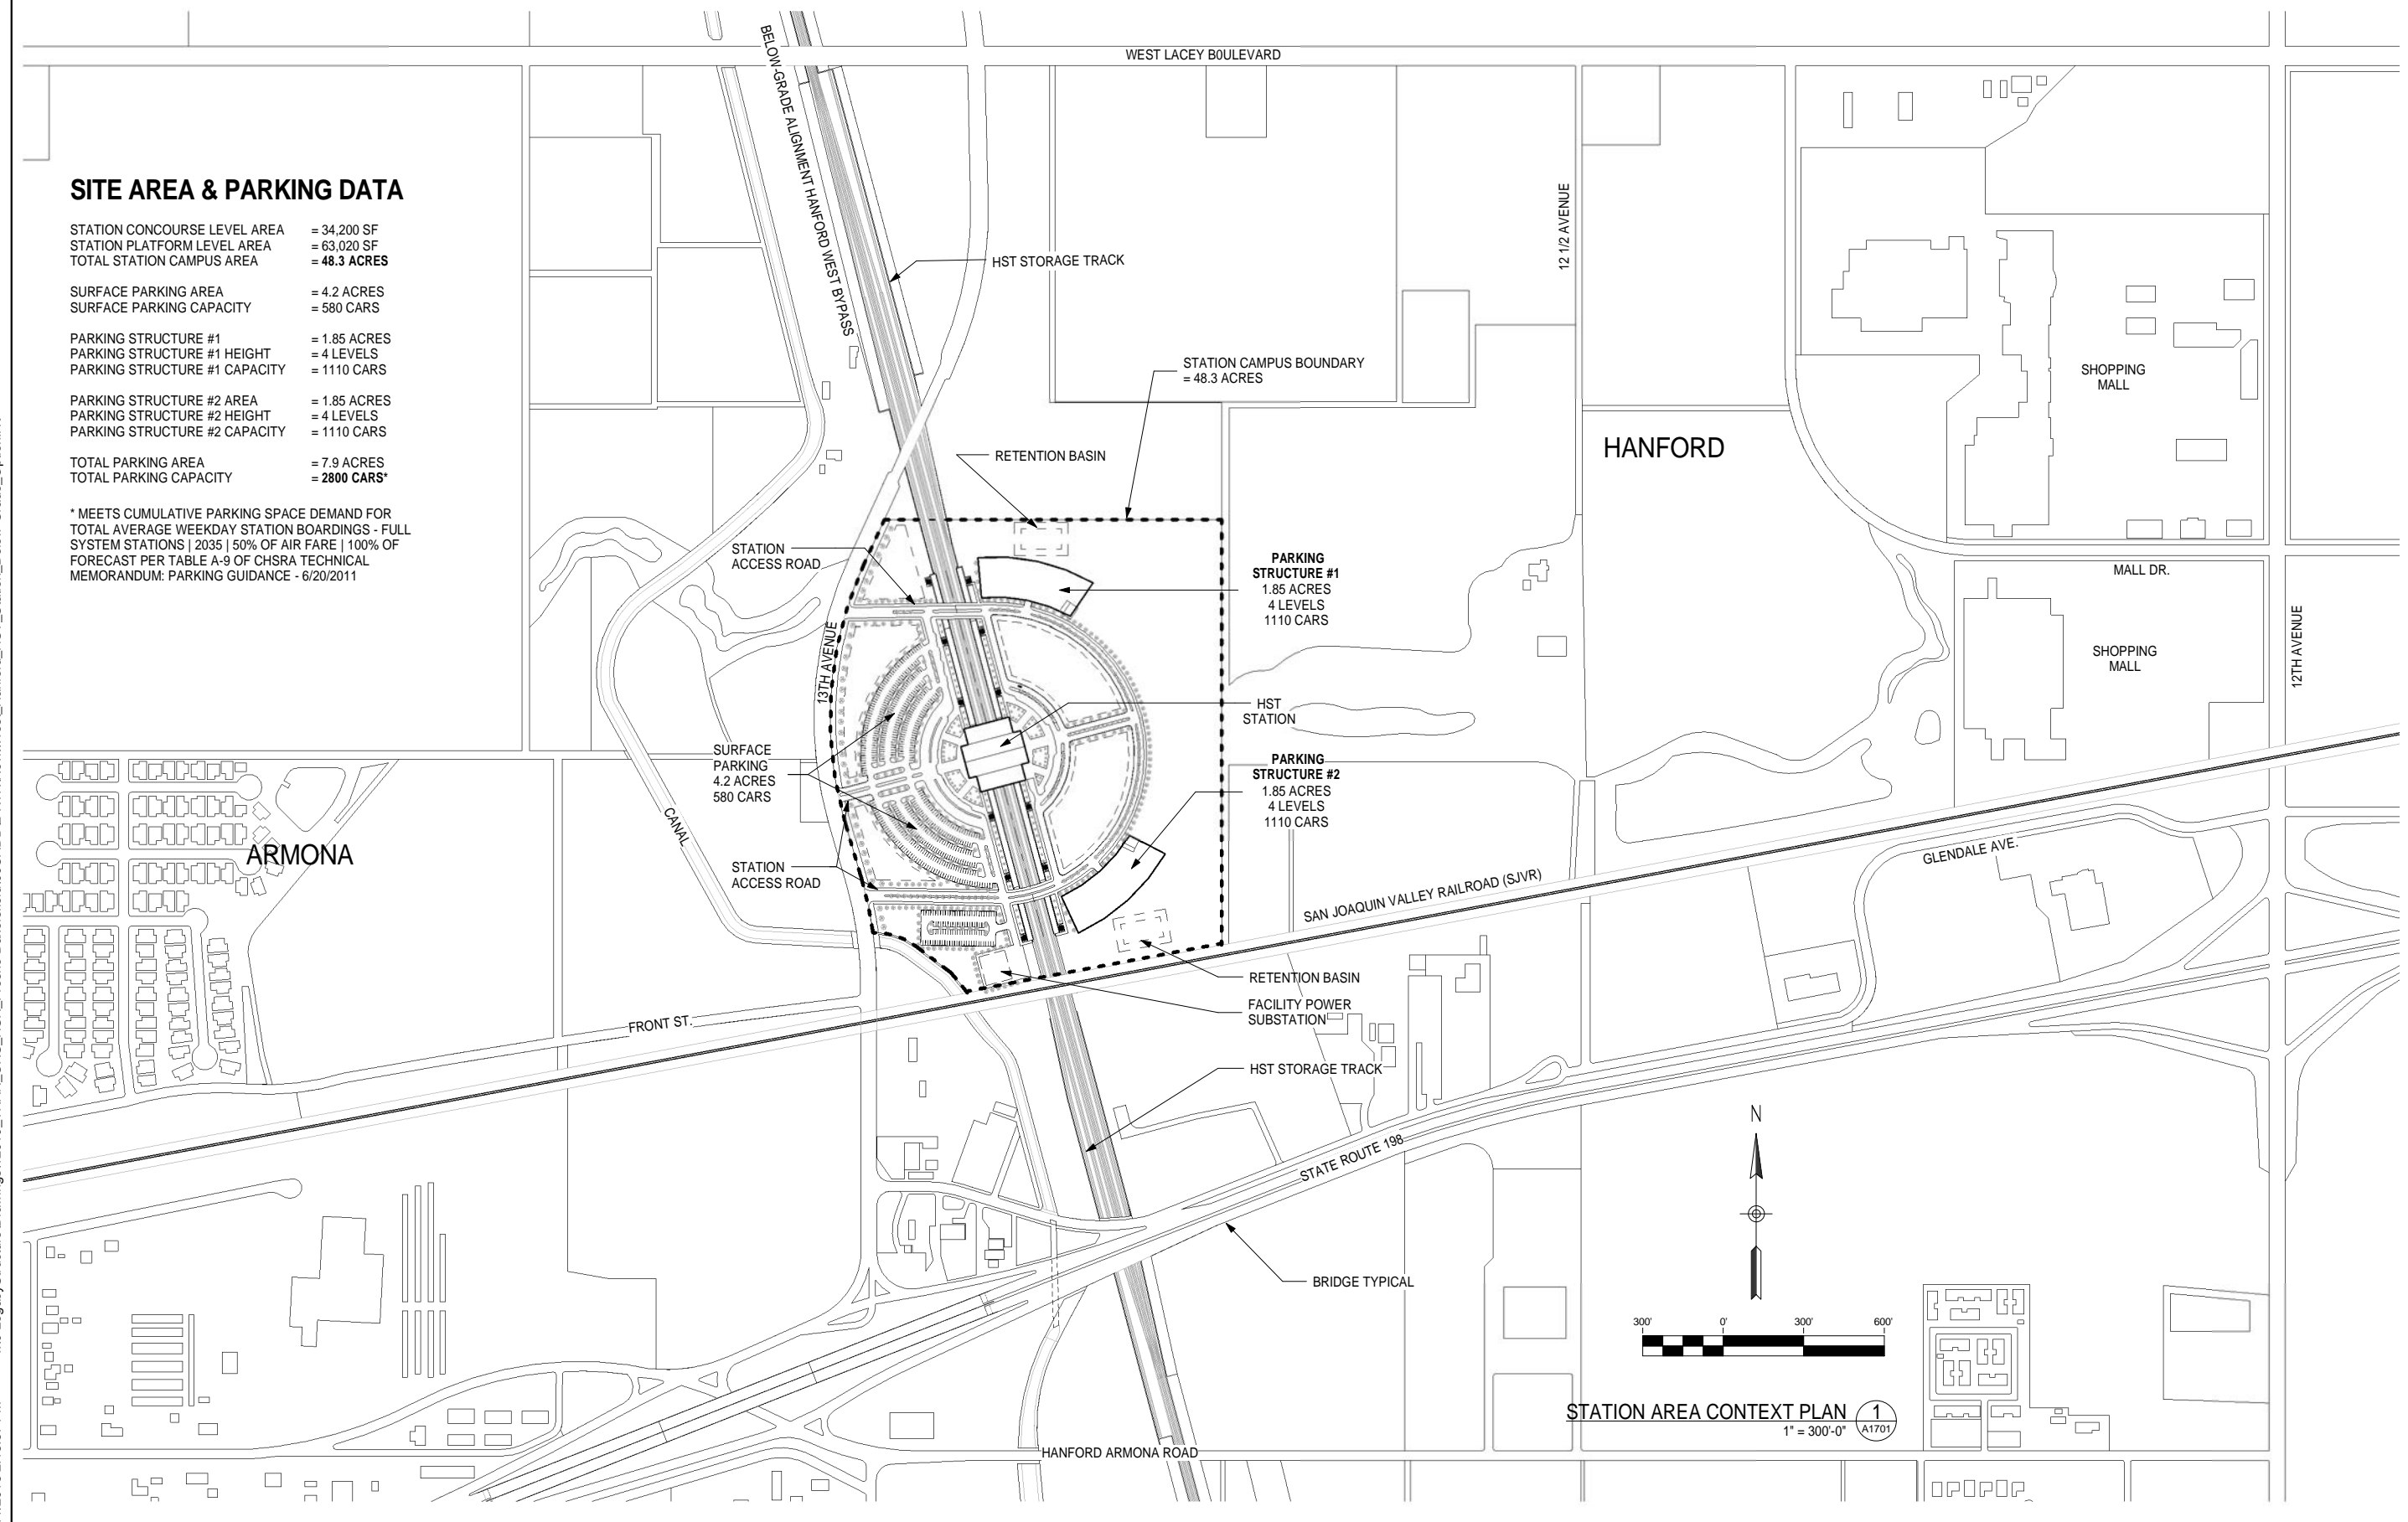 WEST LACEY B0ULEVARD
BELOW-GRADE ALIGNMENT HANFORD WEST BYPASS
SITE AREA & PARKING DATA
STATION CONCOURSE LEVEL AREA = 34,200 SF
STATION PLATFORM LEVEL AREA = 63,020 SF
TOTAL STATION CAMPUS AREA = 48.3 ACRES
SURFACE PARKING AREA = 4.2 ACRES
SURFACE PARKING CAPACITY = 580 CARS
PARKING STRUCTURE #1 = 1.85 ACRES
PARKING STRUCTURE #1 HEIGHT = 4 LEVELS
PARKING STRUCTURE #1 CAPACITY = 1110 CARS
PARKING STRUCTURE #2 AREA = 1.85 ACRES
PARKING STRUCTURE #2 HEIGHT = 4 LEVELS
PARKING STRUCTURE #2 CAPACITY = 1110 CARS
TOTAL PARKING AREA = 7.9 ACRES
TOTAL PARKING CAPACITY = 2800 CARS*
* MEETS CUMULATIVE PARKING SPACE DEMAND FOR
TOTAL AVERAGE WEEKDAY STATION BOARDINGS - FULL
SYSTEM STATIONS | 2035 | 50% OF AIR FARE | 100% OF
FORECAST PER TABLE A-9 OF CHSRA TECHNICAL
MEMORANDUM: PARKING GUIDANCE - 6/20/2011
HST STORAGE TRACK
12 1/2 AVENUE
STATION CAMPUS BOUNDARY
= 48.3 ACRES
SHOPPING
MALL
HANFORD
RETENTION BASIN
STATION
ACCESS ROAD
PARKING
STRUCTURE #1
1.85 ACRES
4 LEVELS
1110 CARS
MALL DR.
13TH AVENUE
12TH AVENUE
SHOPPING
MALL
HST
STATION
SURFACE
PARKING
4.2 ACRES
580 CARS
PARKING
STRUCTURE #2
1.85 ACRES
4 LEVELS
1110 CARS
CANAL
ARMONA
GLENDALE AVE.
STATION
ACCESS ROAD
SAN JOAQUIN VALLEY RAILROAD (SJVR)
RETENTION BASIN
FACILITY POWER
SUBSTATION
FRONT ST.
HST STORAGE TRACK
N
STATE ROUTE 198
BRIDGE TYPICAL
300' 0' 300' 600'
STATION AREA CONTEXT PLAN 1
1" = 300'-0" A1701
HANFORD ARMONA ROAD